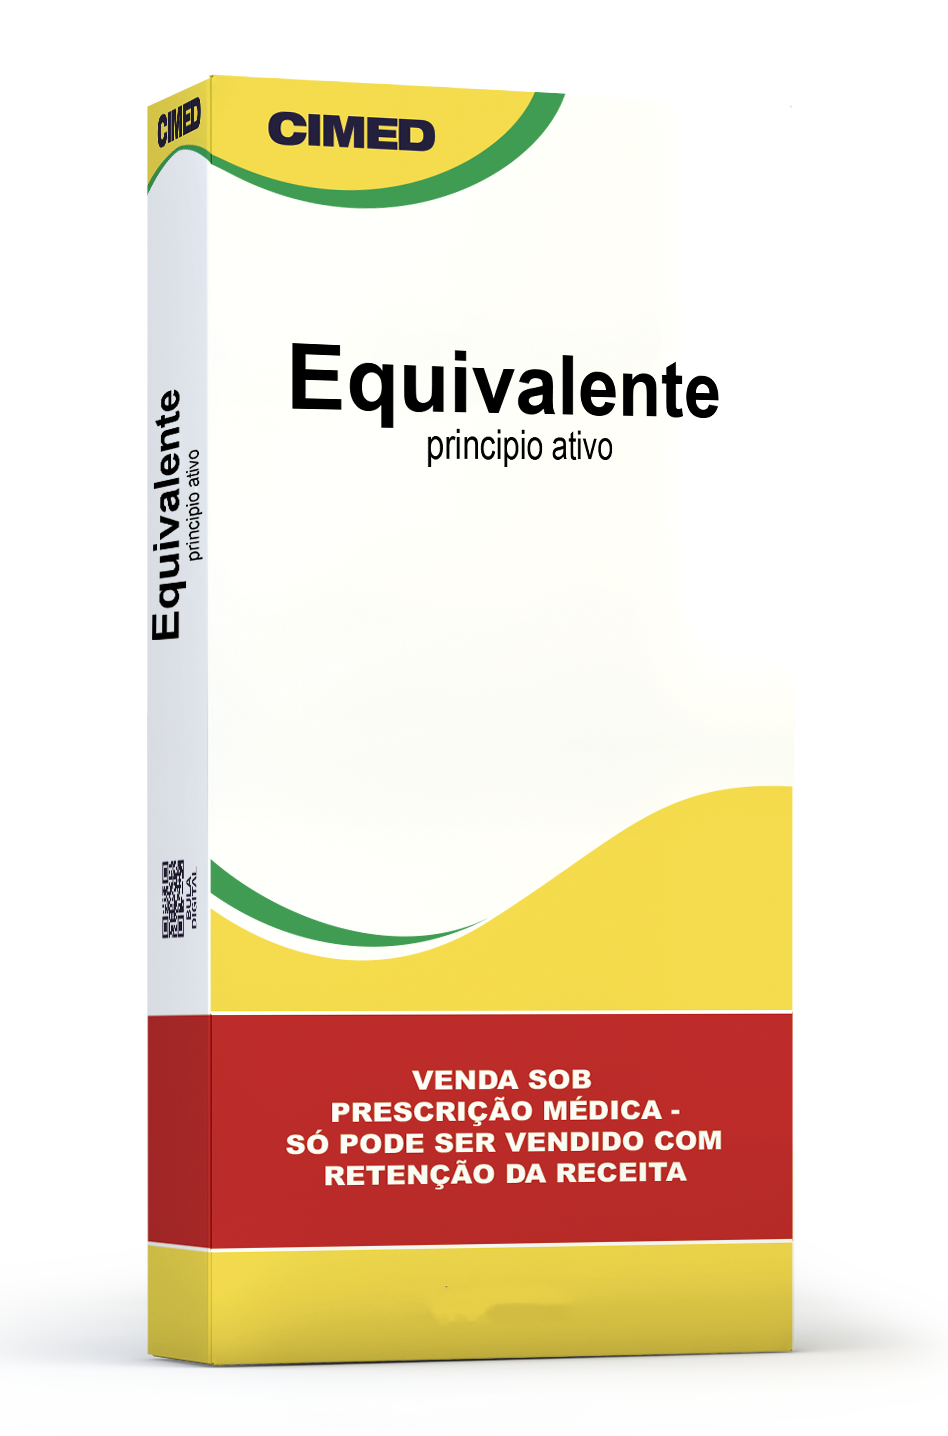 CIMED
CIMED
Equivalente
principio ativo
Equivalente
principio ativo
BULA
DIGITAL
VENDA SOB
PRESCRIÇÃO MÉDICA -
SÓ PODE SER VENDIDO COM
RETENÇÃO DA RECEITA